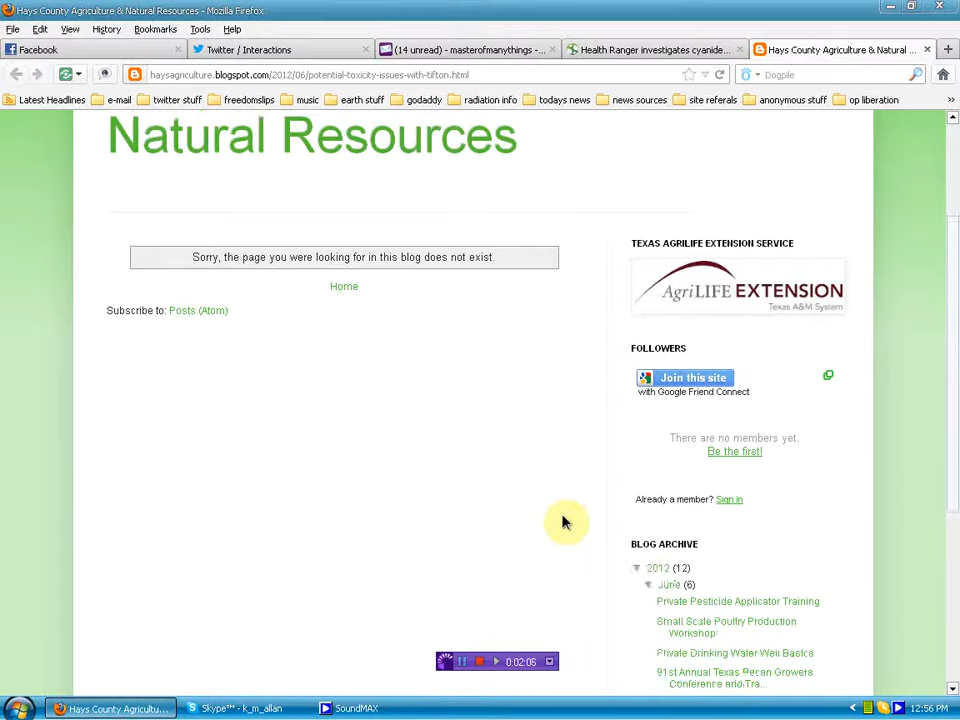 Hays County Agriculture & Natural Resources - Mozilla Firefox
File Edit View History Bookmarks Tools Help
Facebook
Twitter / Interactions
(14 unread) - masterofmanythings -...
Health Ranger investigates cyanide...
Hays County Agriculture & Natural ...
haysagriculture.blogspot.com/2012/06/potential-toxicity-issues-with-tifton.html
Dogpile
Latest Headlines e-mail twitter stuff freedomslips music earth stuff godaddy radiation info todays news news sources site referals anonymous stuff op liberation
Natural Resources
Sorry, the page you were looking for in this blog does not exist.
Home
Subscribe to: Posts (Atom)
TEXAS AGRILIFE EXTENSION SERVICE
AgriLIFE EXTENSION
Texas A&M System
FOLLOWERS
Join this site
with Google Friend Connect
There are no members yet.
Be the first!
Already a member? Sign in
BLOG ARCHIVE
2012 (12)
June (6)
Private Pesticide Applicator Training
Small Scale Poultry Production
Workshop
Private Drinking Water Well Basics
91st Annual Texas Pecan Growers
Conference and Tra...
0:02:06
Hays County Agricultu...
Skype™ - k_m_allan
SoundMAX
12:56 PM